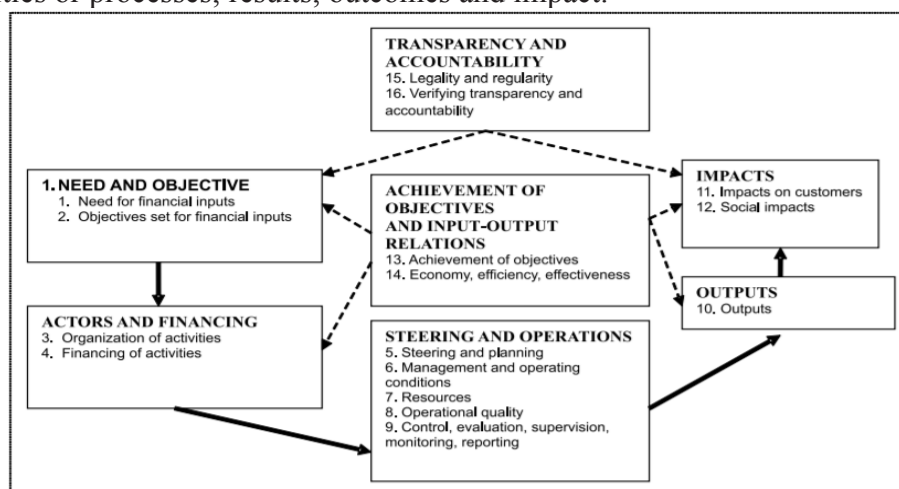 ties of processes, results, outcomes and impact.
TRANSPARENCY AND
ACCOUNTABILITY
15. Legality and regularity
16. Verifying transparency and
accountability
1. NEED AND OBJECTIVE
1. Need for financial inputs
2. Objectives set for financial inputs
ACHIEVEMENT OF
OBJECTIVES
AND INPUT-OUTPUT
RELATIONS
13. Achievement of objectives
14. Economy, efficiency, effectiveness
IMPACTS
11. Impacts on customers
12. Social impacts
OUTPUTS
10. Outputs
ACTORS AND FINANCING
3. Organization of activities
4. Financing of activities
STEERING AND OPERATIONS
5. Steering and planning
6. Management and operating
conditions
7. Resources
8. Operational quality
9. Control, evaluation, supervision,
monitoring, reporting